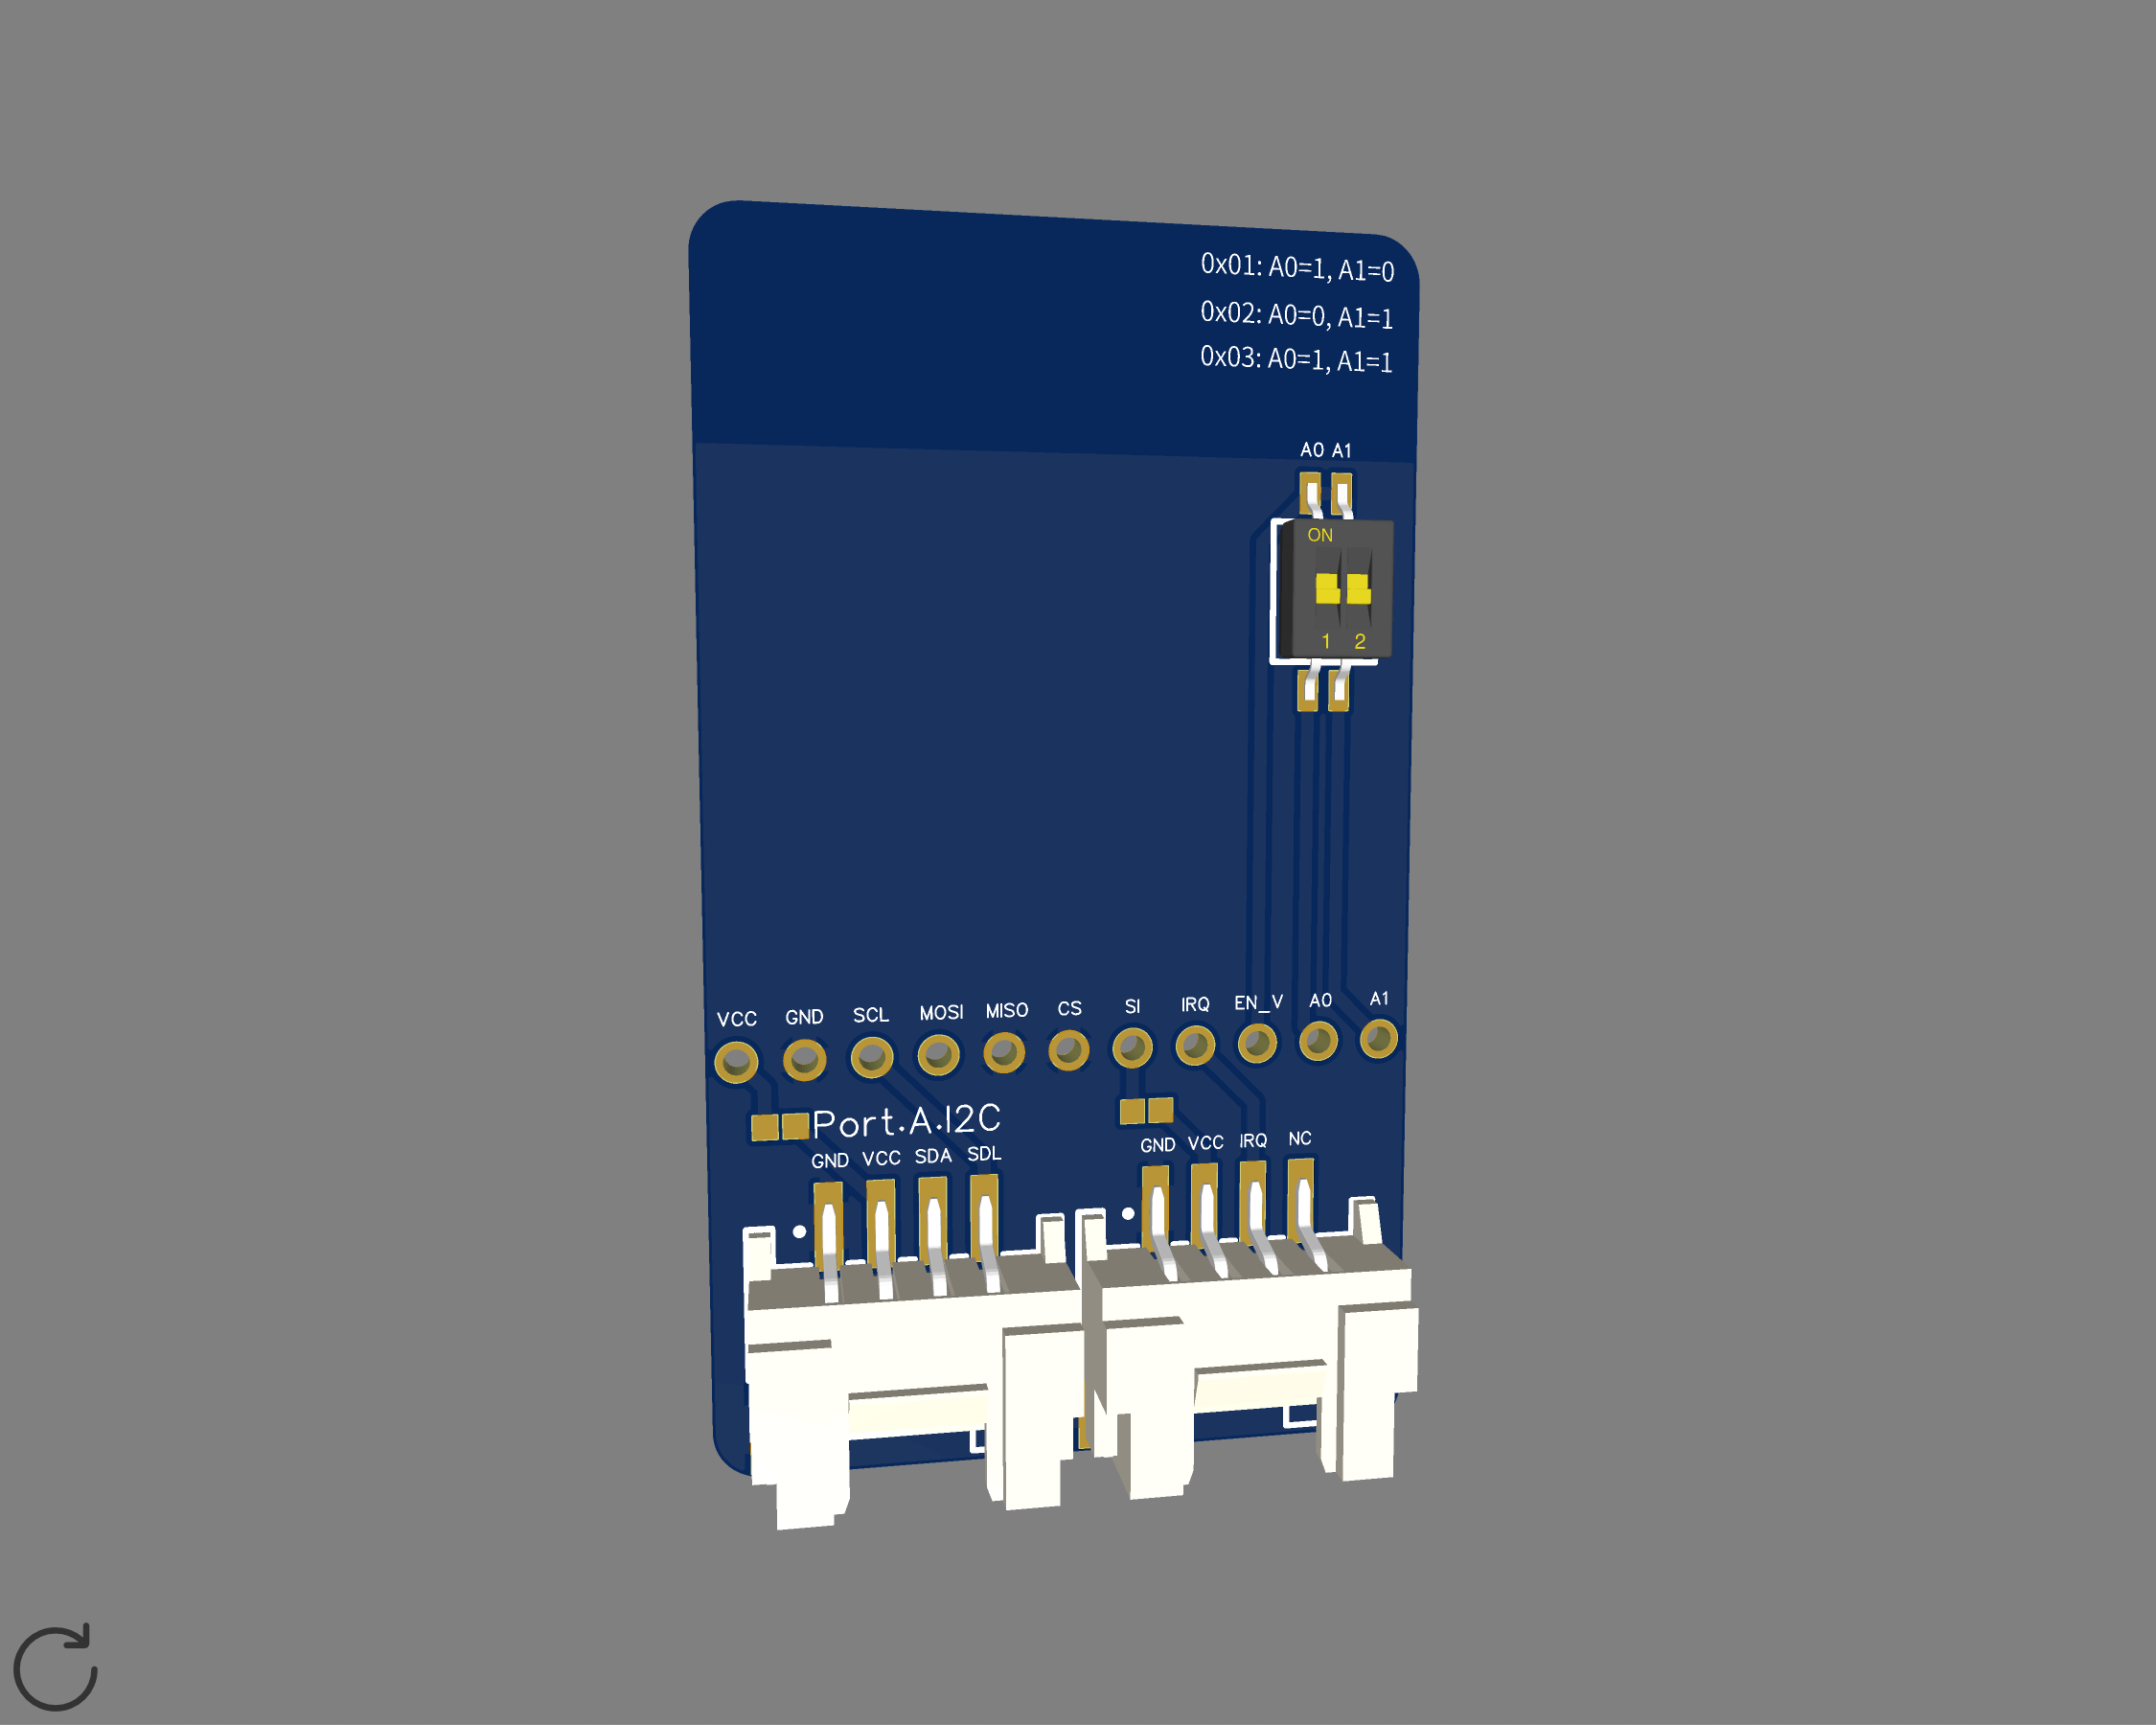 0x01: A0=1, A1=0
0x02: A0=0, A1=1
0x03: A0=1, A1=1
A0 A1
ON
1 2
VCC GND SCL MOSI MISO CS SI IRQ EN_V A0 A1
Port.A.I2C
GND VCC SDA SDL
GND VCC IRQ NC